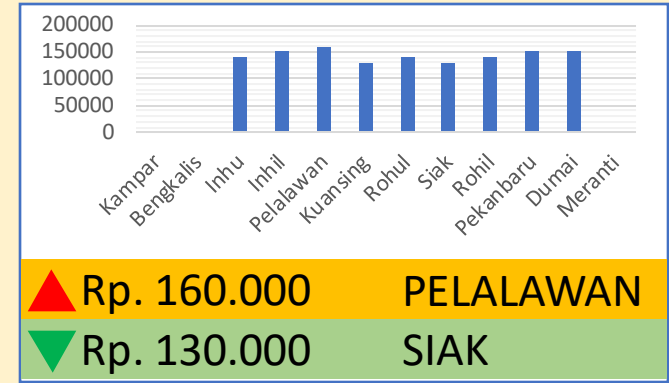 200000
150000
100000
50000
0
Kampar
Bengkalis
Inhu
Inhil
Pelalawan
Kuansing
Rohul
Siak
Rohil
Pekanbaru
Dumai
Meranti
Rp. 160.000 PELALAWAN
Rp. 130.000 SIAK